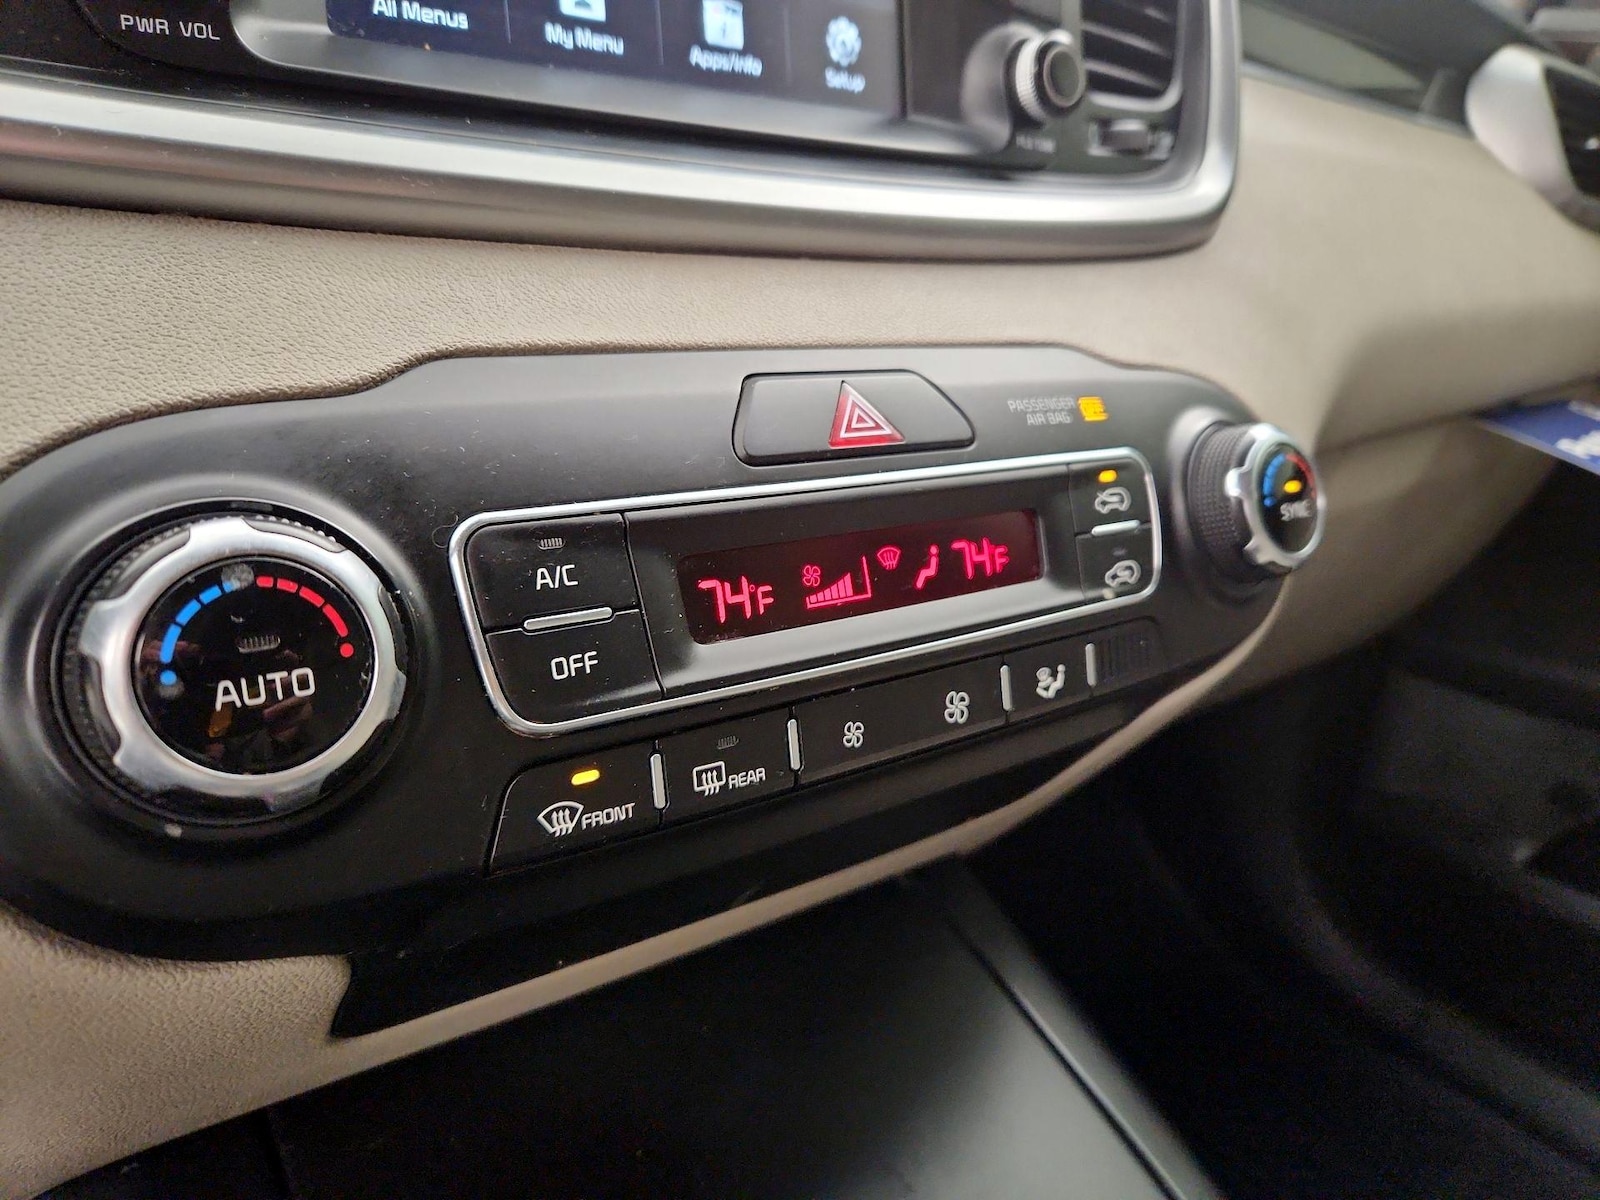 PWR VOL
All Menus
My Menu
Apps/Info
Setup
PASSENGER
AIR BAG
OFF
A/C
74°F
74°F
SYNC
OFF
AUTO
FRONT
REAR